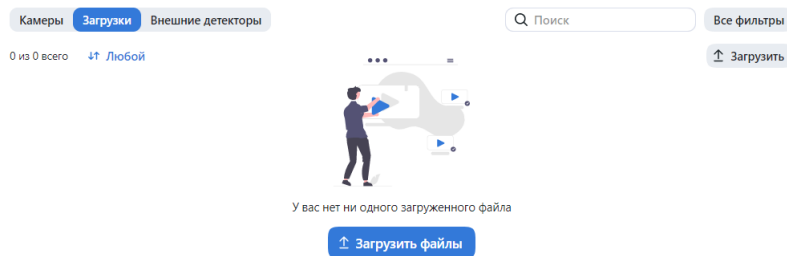 Камеры Загрузки Внешние детекторы Поиск Все фильтры
0 из 0 всего Любой Загрузить
У вас нет ни одного загруженного файла
Загрузить файлы